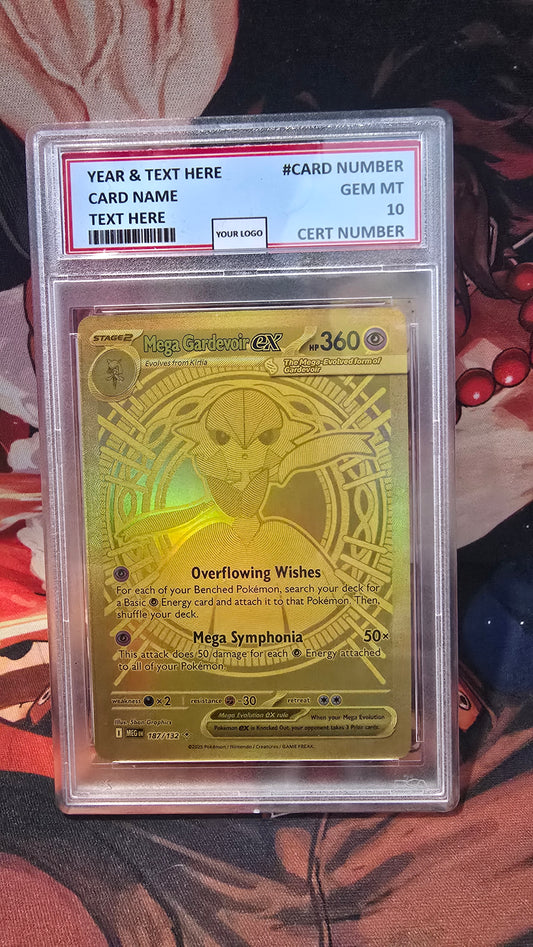 YEAR & TEXT HERE
#CARD NUMBER
CARD NAME
GEM MT
TEXT HERE
10
YOUR LOGO
CERT NUMBER
STAGE2
Mega Gardevoir ex
HP 360
Evolves from Kirlia
The Mega-Evolved form of
Gardevoir
Overflowing Wishes
For each of your Benched Pokémon, search your deck for
a Basic Energy card and attach it to that Pokémon. Then,
shuffle your deck.
Mega Symphonia 50×
This attack does 50 damage for each Energy attached
to all of your Pokémon.
weakness ×2 resistance -30 retreat
Illus. 5ban Graphics
Mega Evolution ex rule
When your Mega Evolution
Pokémon ex is Knocked Out, your opponent takes 3 Prize cards.
I MEG EN 187/132
©2025 Pokémon / Nintendo / Creatures / GAME FREAK.